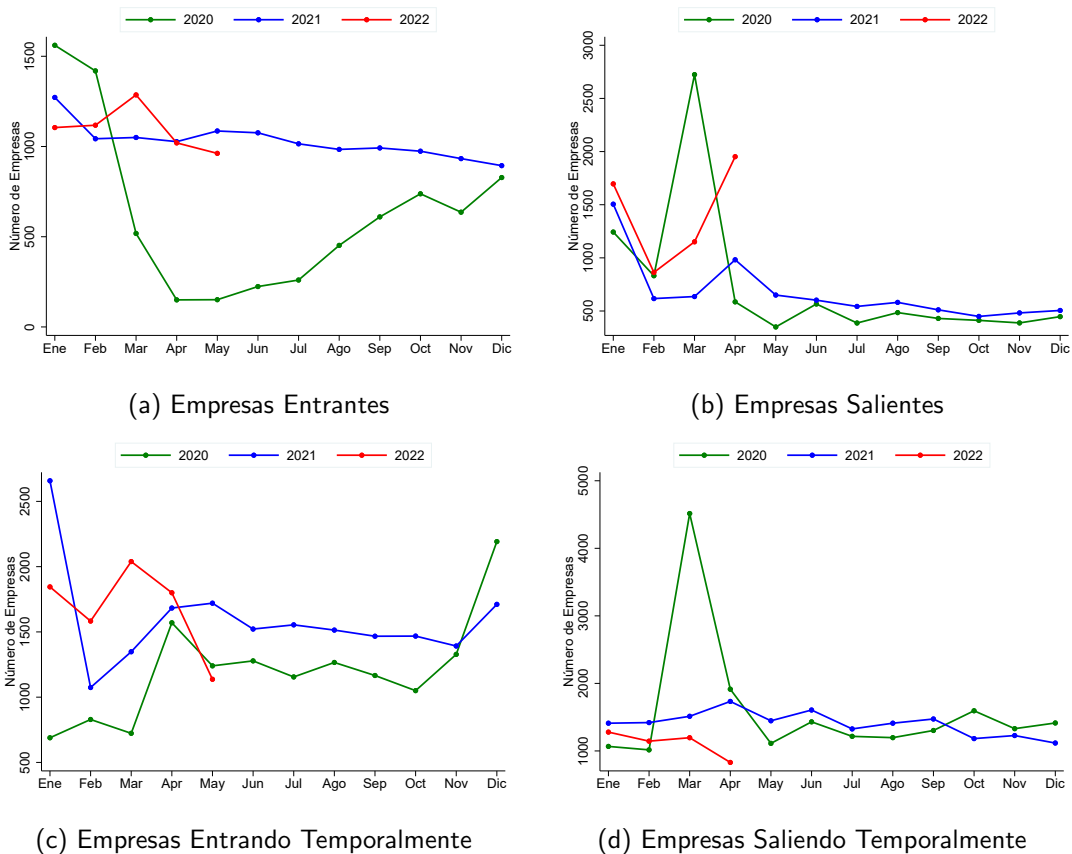 2020 2021 2022
Número de Empresas
1500
1000
500
0
Ene Feb Mar Apr May Jun Jul Ago Sep Oct Nov Dic
(a) Empresas Entrantes
2020 2021 2022
Número de Empresas
3000
2500
2000
1500
1000
500
Ene Feb Mar Apr May Jun Jul Ago Sep Oct Nov Dic
(b) Empresas Salientes
2020 2021 2022
Número de Empresas
2500
2000
1500
1000
500
Ene Feb Mar Apr May Jun Jul Ago Sep Oct Nov Dic
(c) Empresas Entrando Temporalmente
2020 2021 2022
Número de Empresas
5000
4000
3000
2000
1000
Ene Feb Mar Apr May Jun Jul Ago Sep Oct Nov Dic
(d) Empresas Saliendo Temporalmente